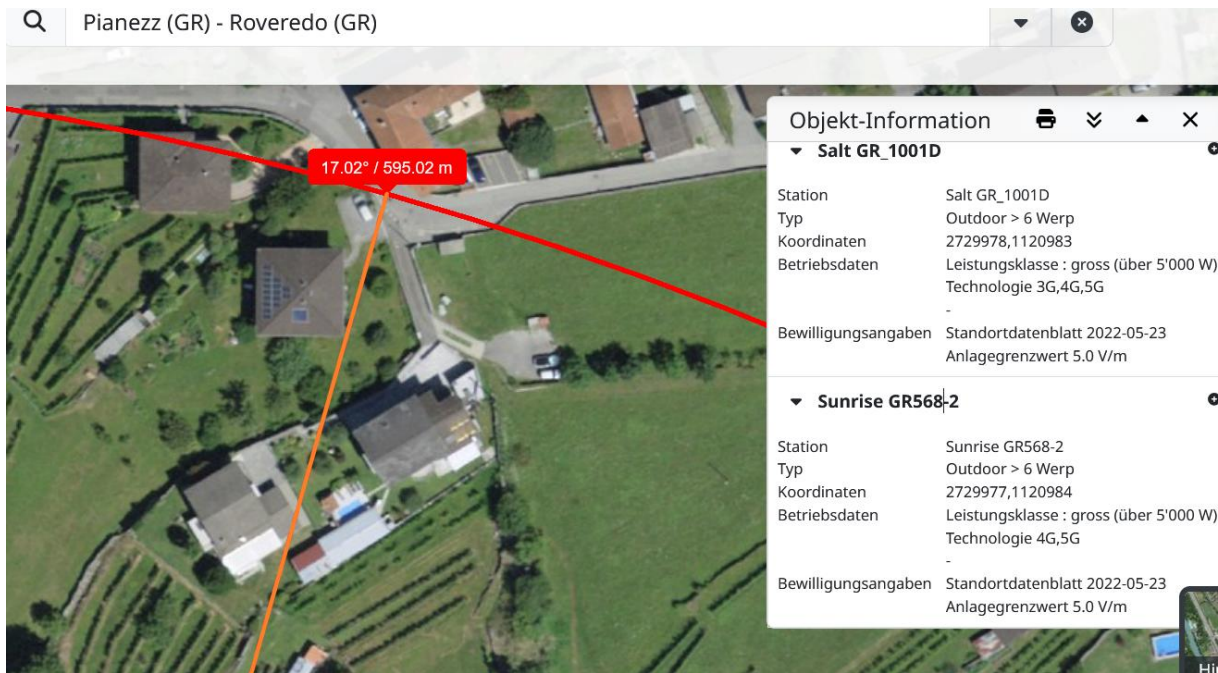 Pianezz (GR) - Roveredo (GR)
17.02° / 595.02 m
Objekt-Information
Salt GR_1001D
Station Salt GR_1001D
Typ Outdoor > 6 Werp
Koordinaten 2729978,1120983
Betriebsdaten Leistungsklasse : gross (über 5'000 W)
Technologie 3G,4G,5G
-
Bewilligungsangaben Standortdatenblatt 2022-05-23
Anlagegrenzwert 5.0 V/m
Sunrise GR568-2
Station Sunrise GR568-2
Typ Outdoor > 6 Werp
Koordinaten 2729977,1120984
Betriebsdaten Leistungsklasse : gross (über 5'000 W)
Technologie 4G,5G
-
Bewilligungsangaben Standortdatenblatt 2022-05-23
Anlagegrenzwert 5.0 V/m